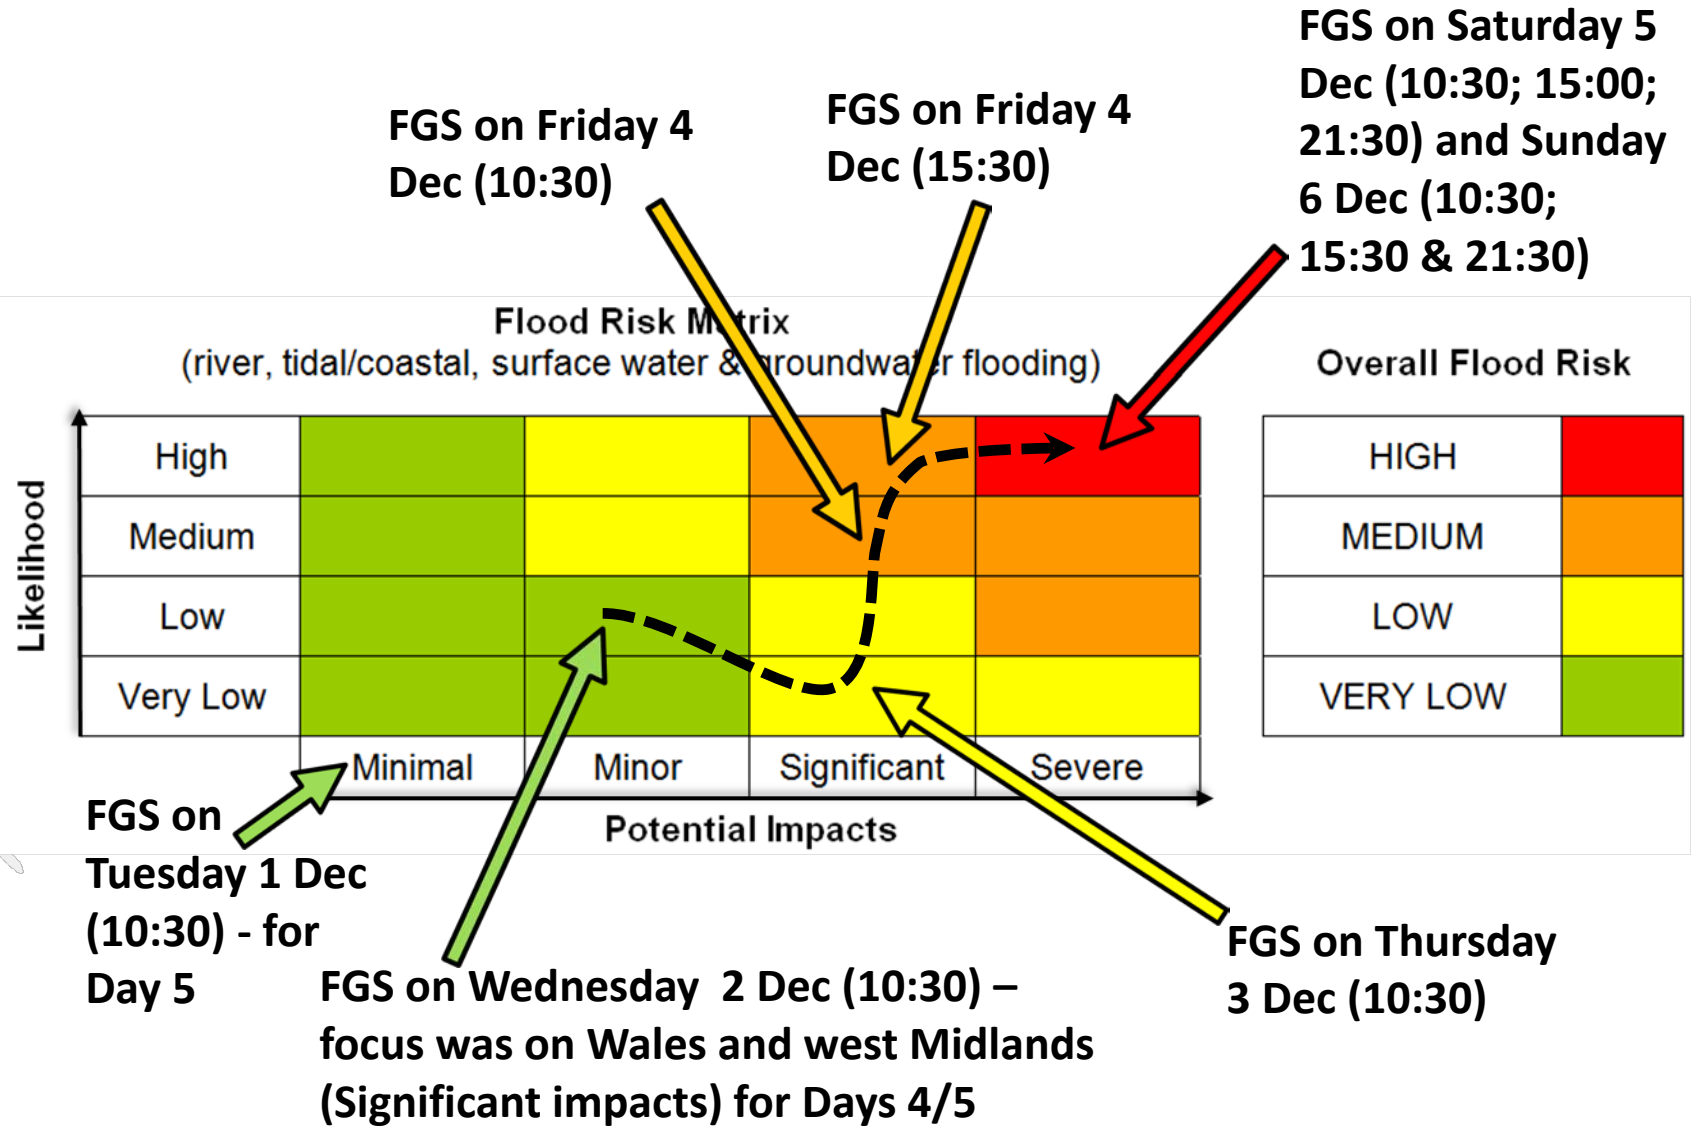 FGS on Saturday 5
Dec (10:30; 15:00;
21:30) and Sunday
6 Dec (10:30;
15:30 & 21:30)
FGS on Friday 4
Dec (10:30)
FGS on Friday 4
Dec (15:30)
Flood Risk Matrix
(river, tidal/coastal, surface water & groundwater flooding)
Overall Flood Risk
Likelihood
High
Medium
Low
Very Low
Minimal
Minor
Significant
Severe
Potential Impacts
HIGH
MEDIUM
LOW
VERY LOW
FGS on
Tuesday 1 Dec
(10:30) - for
Day 5
FGS on Wednesday  2 Dec (10:30) –
focus was on Wales and west Midlands
(Significant impacts) for Days 4/5
FGS on Thursday
3 Dec (10:30)